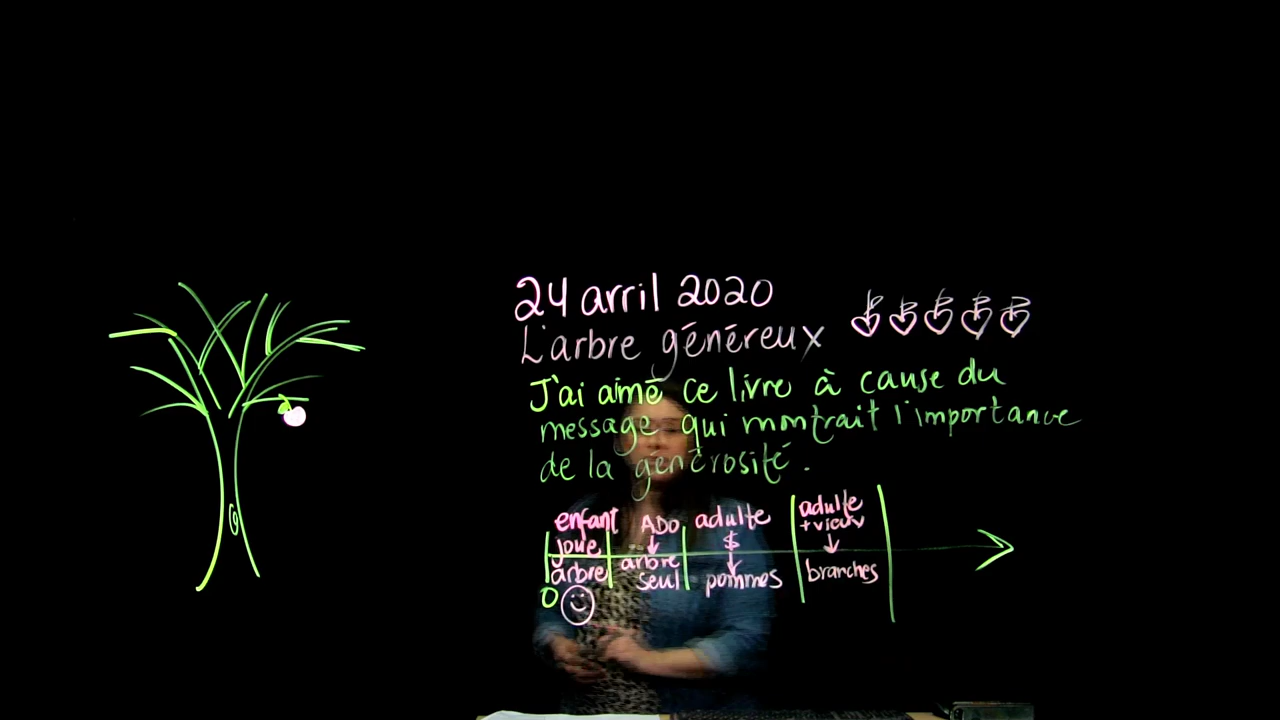 24 avril 2020
L'arbre généreux
J'ai aimé ce livre à cause du
message qui montrait l'importance
de la générosité.
enfant
joue
arbre
0
ADO
arbre
seul
adulte
$
pommes
adulte
+ vieux
branches